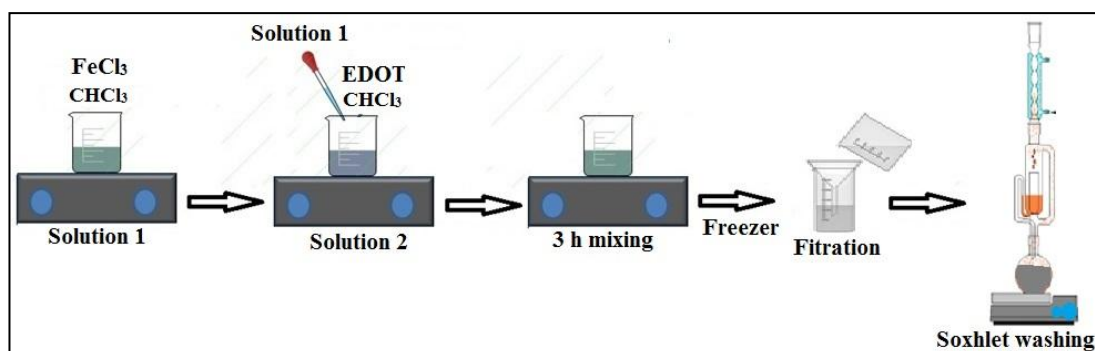 FeCl₃
CHCl₃
Solution 1
Solution 1
EDOT
CHCl₃
Solution 2
3 h mixing
Freezer
Fitration
Soxhlet washing